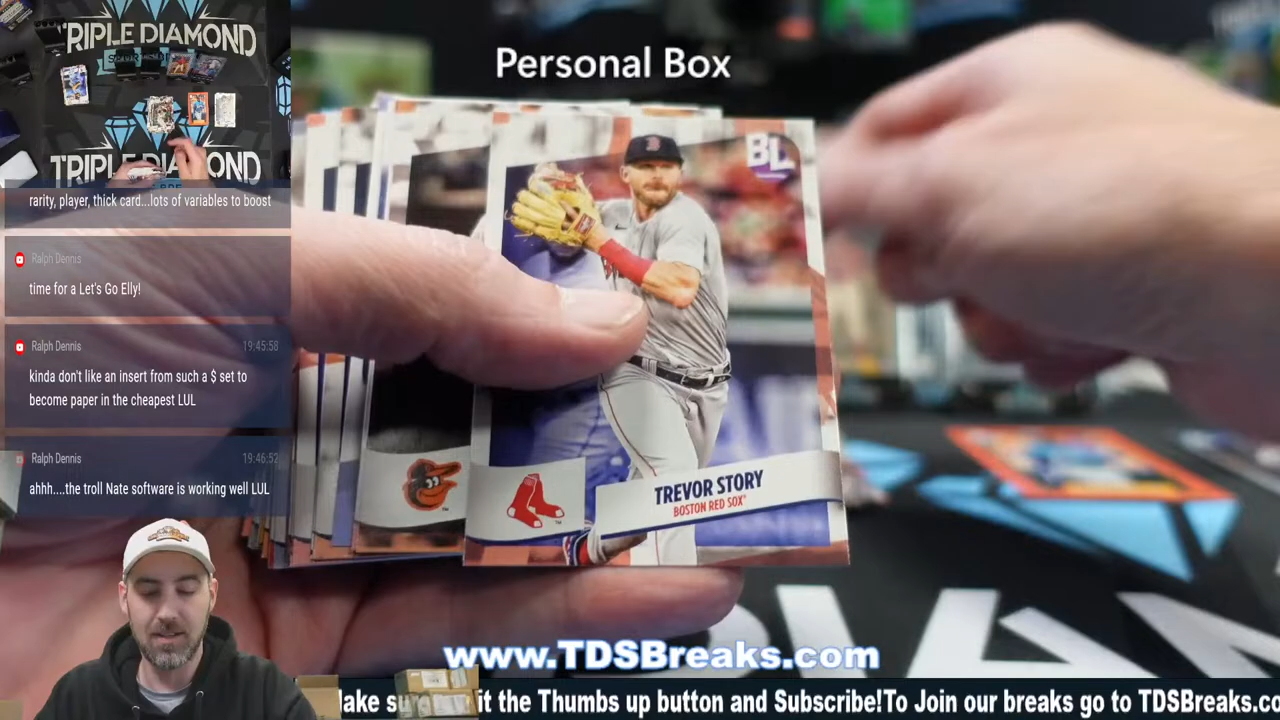 TRIPLE DIAMOND
TRIPLE DIAMOND
rarity, player, thick card...lots of variables to boost
Ralph Dennis
time for a Let's Go Elly!
Ralph Dennis 19:45:58
kinda don't like an insert from such a $ set to
become paper in the cheapest LUL
Ralph Dennis 19:46:52
ahhh....the troll Nate software is working well LUL
Personal Box
BL
TREVOR STORY
BOSTON RED SOX
www.TDSBreaks.com
it the Thumbs up button and Subscribe!To Join our breaks go to TDSBreaks.co